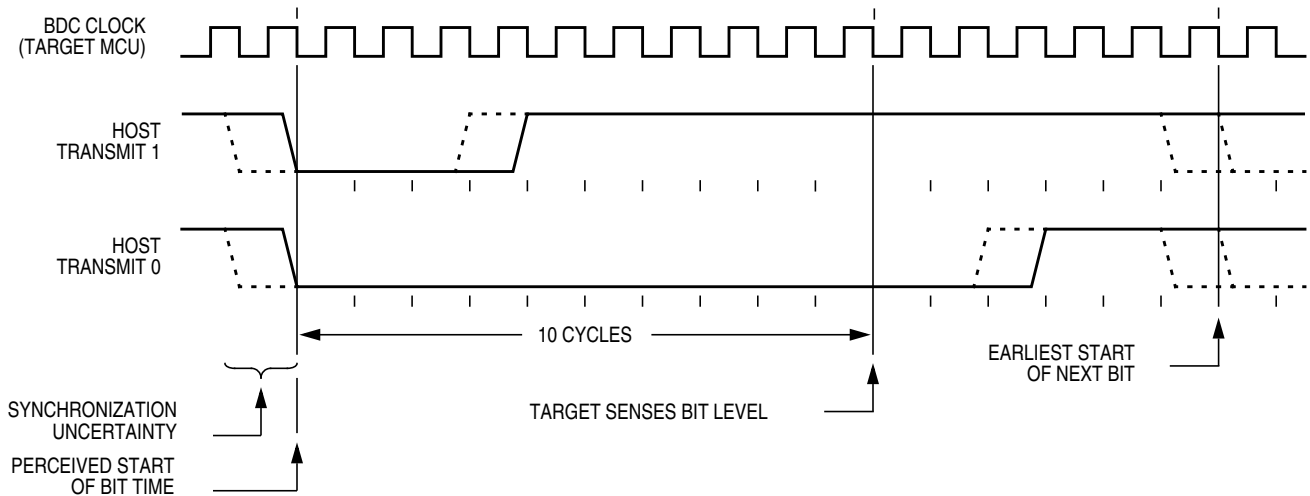 BDC CLOCK
(TARGET MCU)
HOST
TRANSMIT 1
HOST
TRANSMIT 0
10 CYCLES
EARLIEST START
OF NEXT BIT
SYNCHRONIZATION
UNCERTAINTY
TARGET SENSES BIT LEVEL
PERCEIVED START
OF BIT TIME